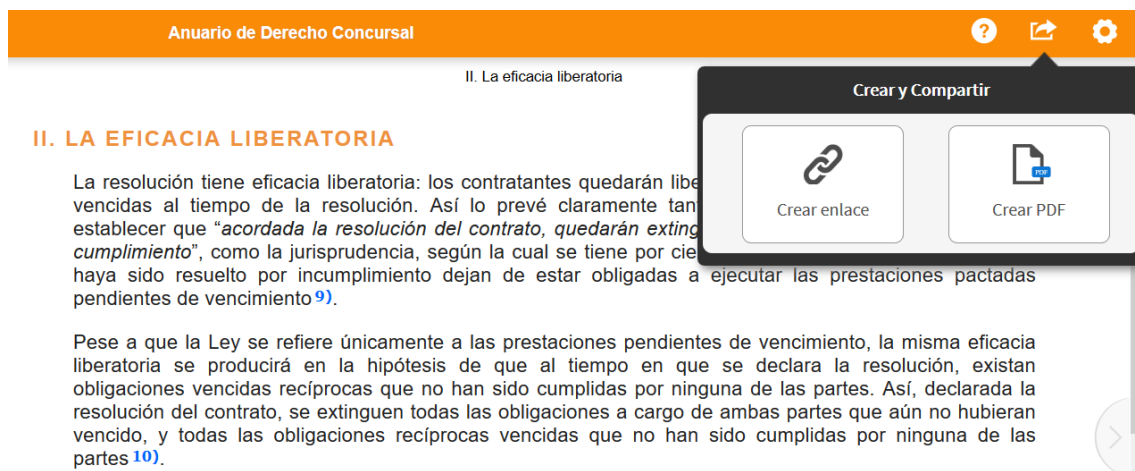 Anuario de Derecho Concursal
?
II. La eficacia liberatoria
Crear y Compartir
PDF
Crear enlace
Crear PDF
II. LA EFICACIA LIBERATORIA
La resolución tiene eficacia liberatoria: los contratantes quedarán
vencidas al tiempo de la resolución. Así lo prevé claramente
establecer que “acordada la resolución del contrato, quedarán
cumplimiento”, como la jurisprudencia, según la cual se tiene por
haya sido resuelto por incumplimiento dejan de estar obligadas a ejecutar las prestaciones pactadas
pendientes de vencimiento 9).
Pese a que la Ley se refiere únicamente a las prestaciones pendientes de vencimiento, la misma eficacia
liberatoria se producirá en la hipótesis de que al tiempo en que se declara la resolución, existan
obligaciones vencidas recíprocas que no han sido cumplidas por ninguna de las partes. Así, declarada la
resolución del contrato, se extinguen todas las obligaciones a cargo de ambas partes que aún no hubieran
vencido, y todas las obligaciones recíprocas vencidas que no han sido cumplidas por ninguna de las
partes 10).